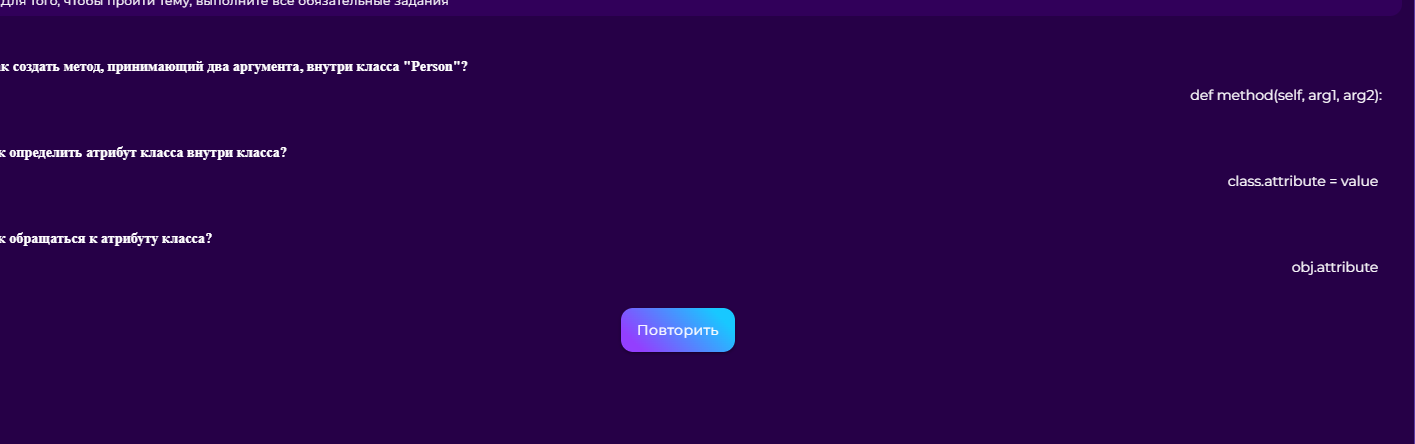 Для того, чтобы пройти тему, выполните все обязательные задания
к создать метод, принимающий два аргумента, внутри класса "Person"?
def method(self, arg1, arg2):
к определить атрибут класса внутри класса?
class.attribute = value
к обращаться к атрибуту класса?
obj.attribute
Повторить